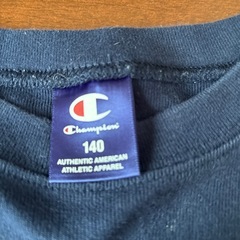 Champion
140
AUTHENTIC AMERICAN
ATHLETIC APPAREL